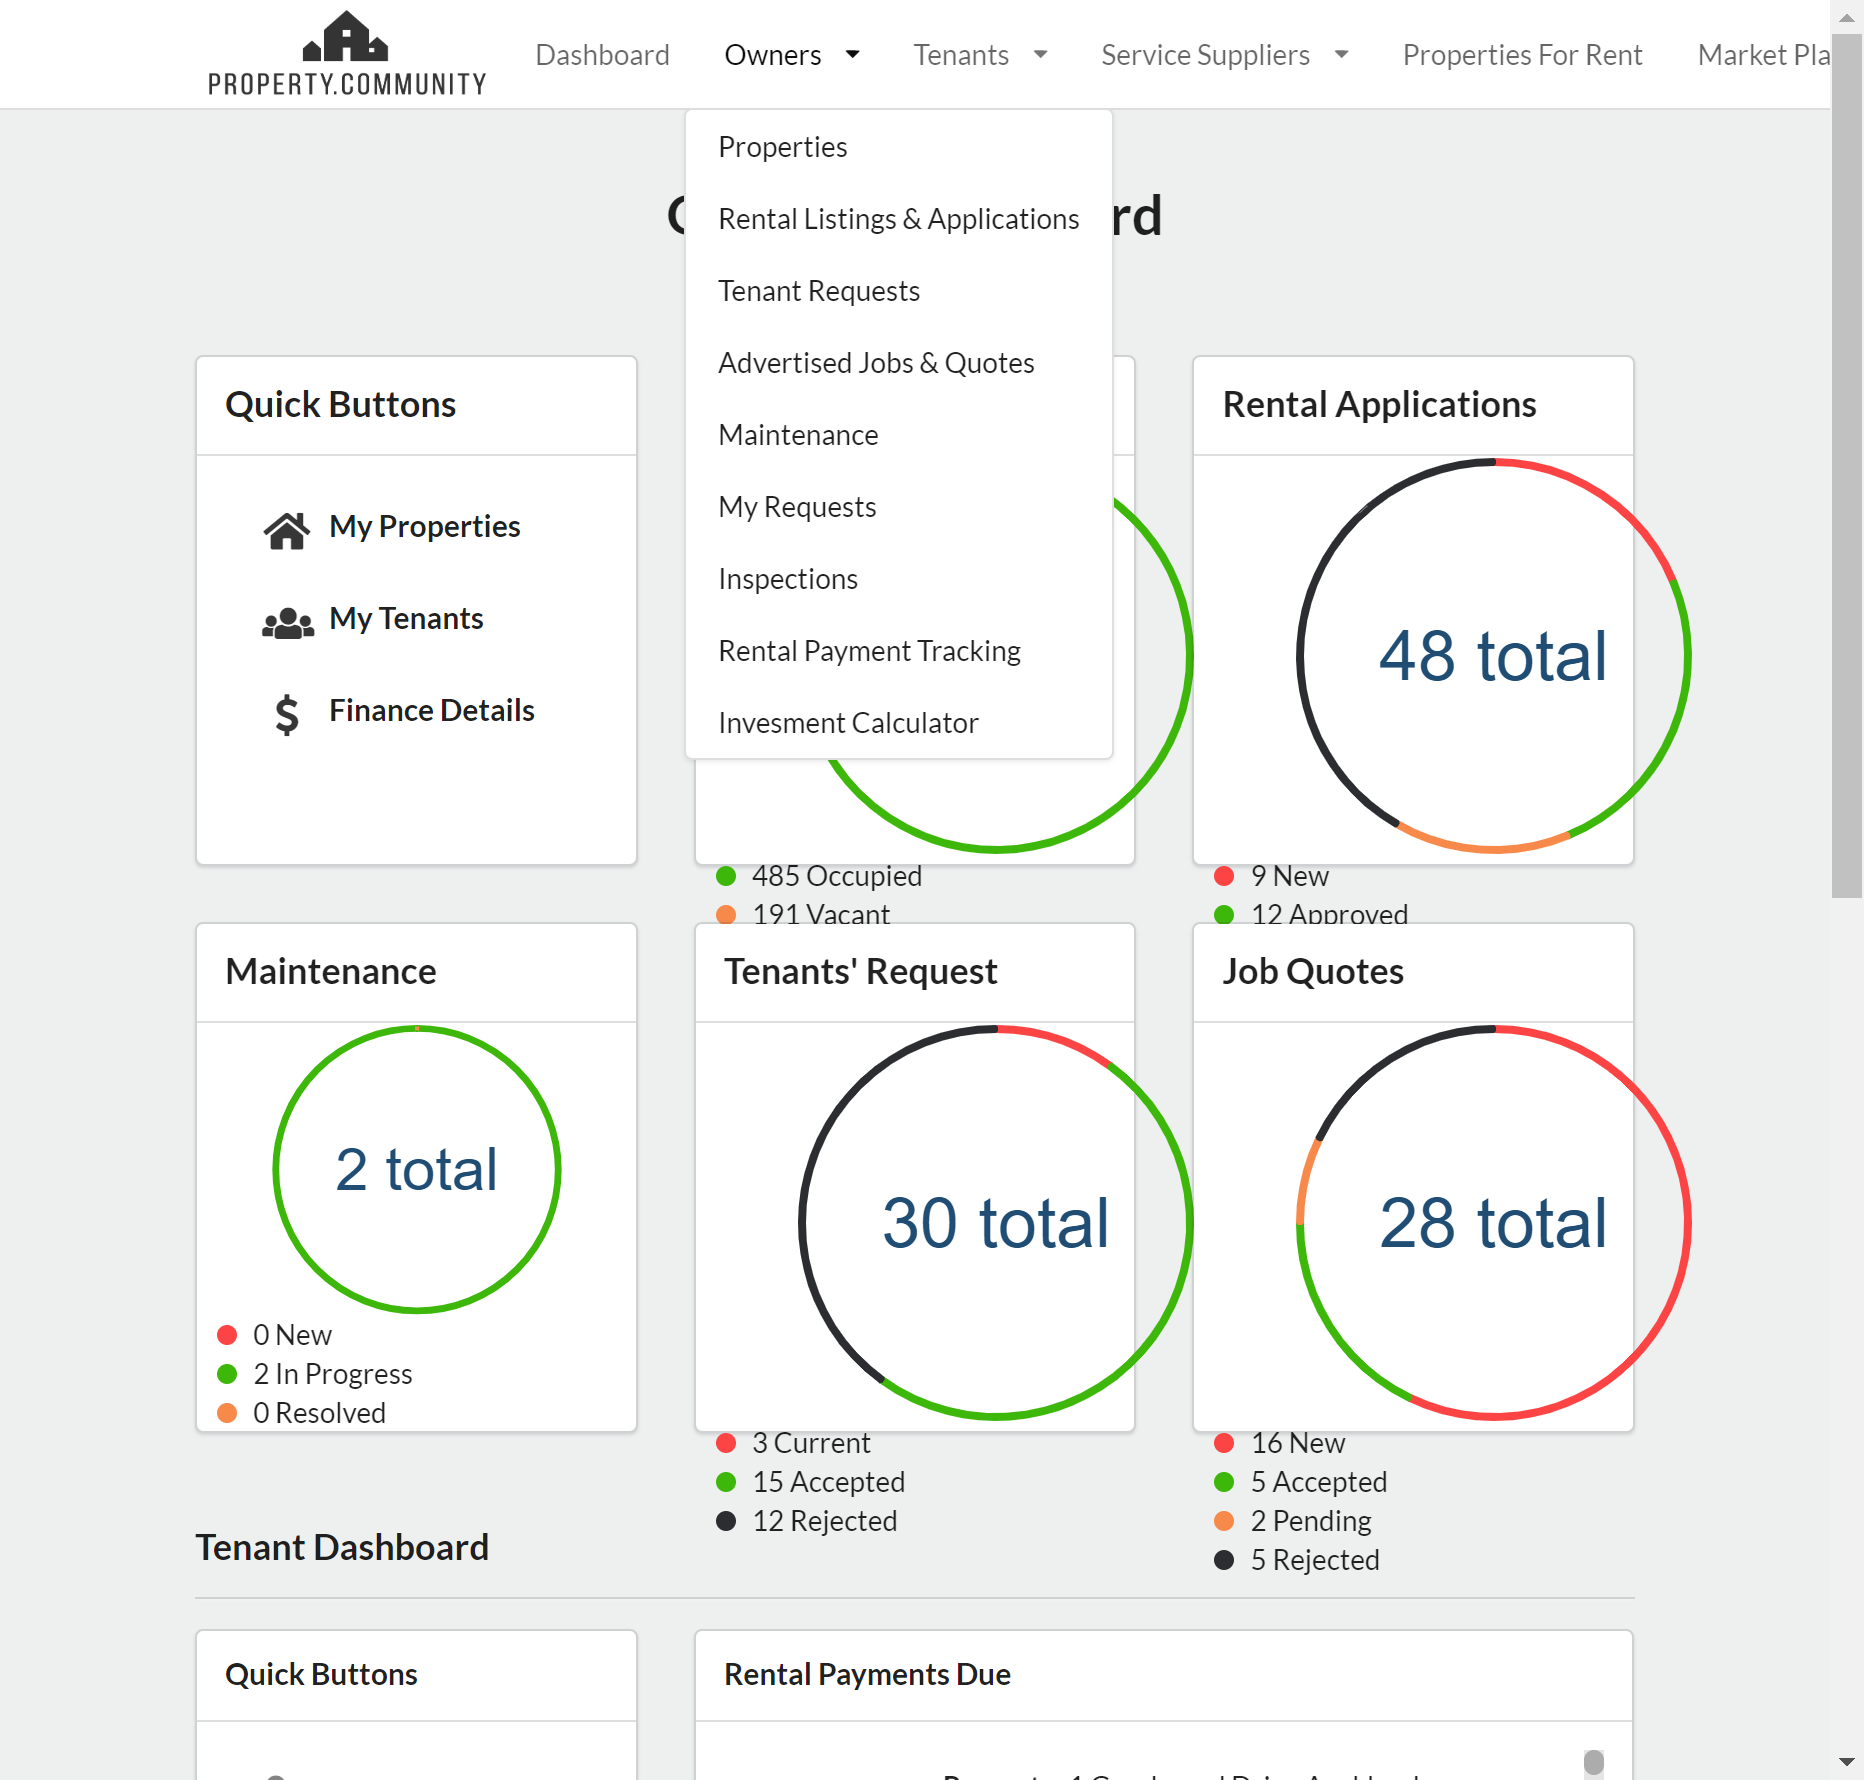 PROPERTY.COMMUNITY
Dashboard
Owners
Tenants
Service Suppliers
Properties For Rent
Market Pla
Properties
Rental Listings & Applications
Tenant Requests
Advertised Jobs & Quotes
Maintenance
My Requests
Inspections
Rental Payment Tracking
Invesment Calculator
rd
Quick Buttons
My Properties
My Tenants
Finance Details
485 Occupied
191 Vacant
Rental Applications
48 total
9 New
12 Approved
Maintenance
2 total
0 New
2 In Progress
0 Resolved
Tenants' Request
30 total
3 Current
15 Accepted
12 Rejected
Job Quotes
28 total
16 New
5 Accepted
2 Pending
5 Rejected
Tenant Dashboard
Quick Buttons
Rental Payments Due